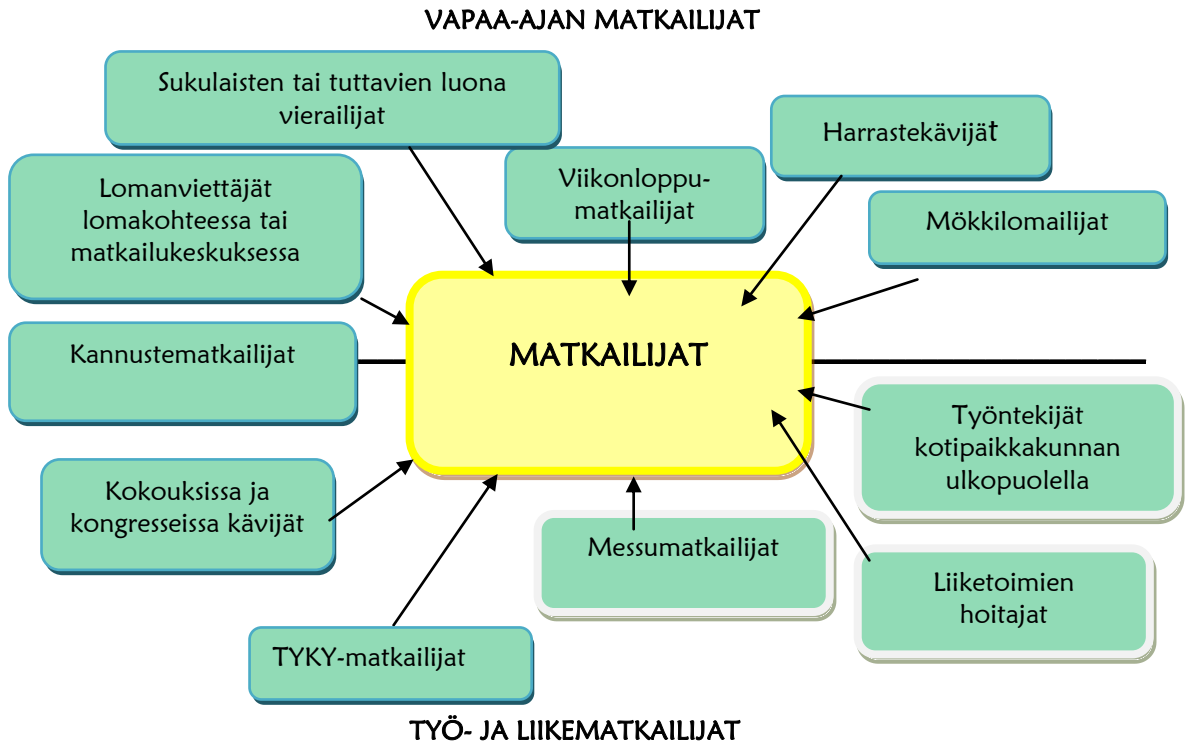 VAPAA-AJAN MATKAILIJAT
Sukulaisten tai tuttavien luona
vierailijat
Harrastekävijät
Viikonloppu-
matkailijat
Lomanviettäjät
lomakohteessa tai
matkailukeskuksessa
Mökkilomailijat
Kannustematkailijat
MATKAILIJAT
Työntekijät
kotipaikkakunnan
ulkopuolella
Kokouksissa ja
kongresseissa kävijät
Messumatkailijat
Liiketoimien
hoitajat
TYKY-matkailijat
TYÖ- JA LIIKEMATKAILIJAT